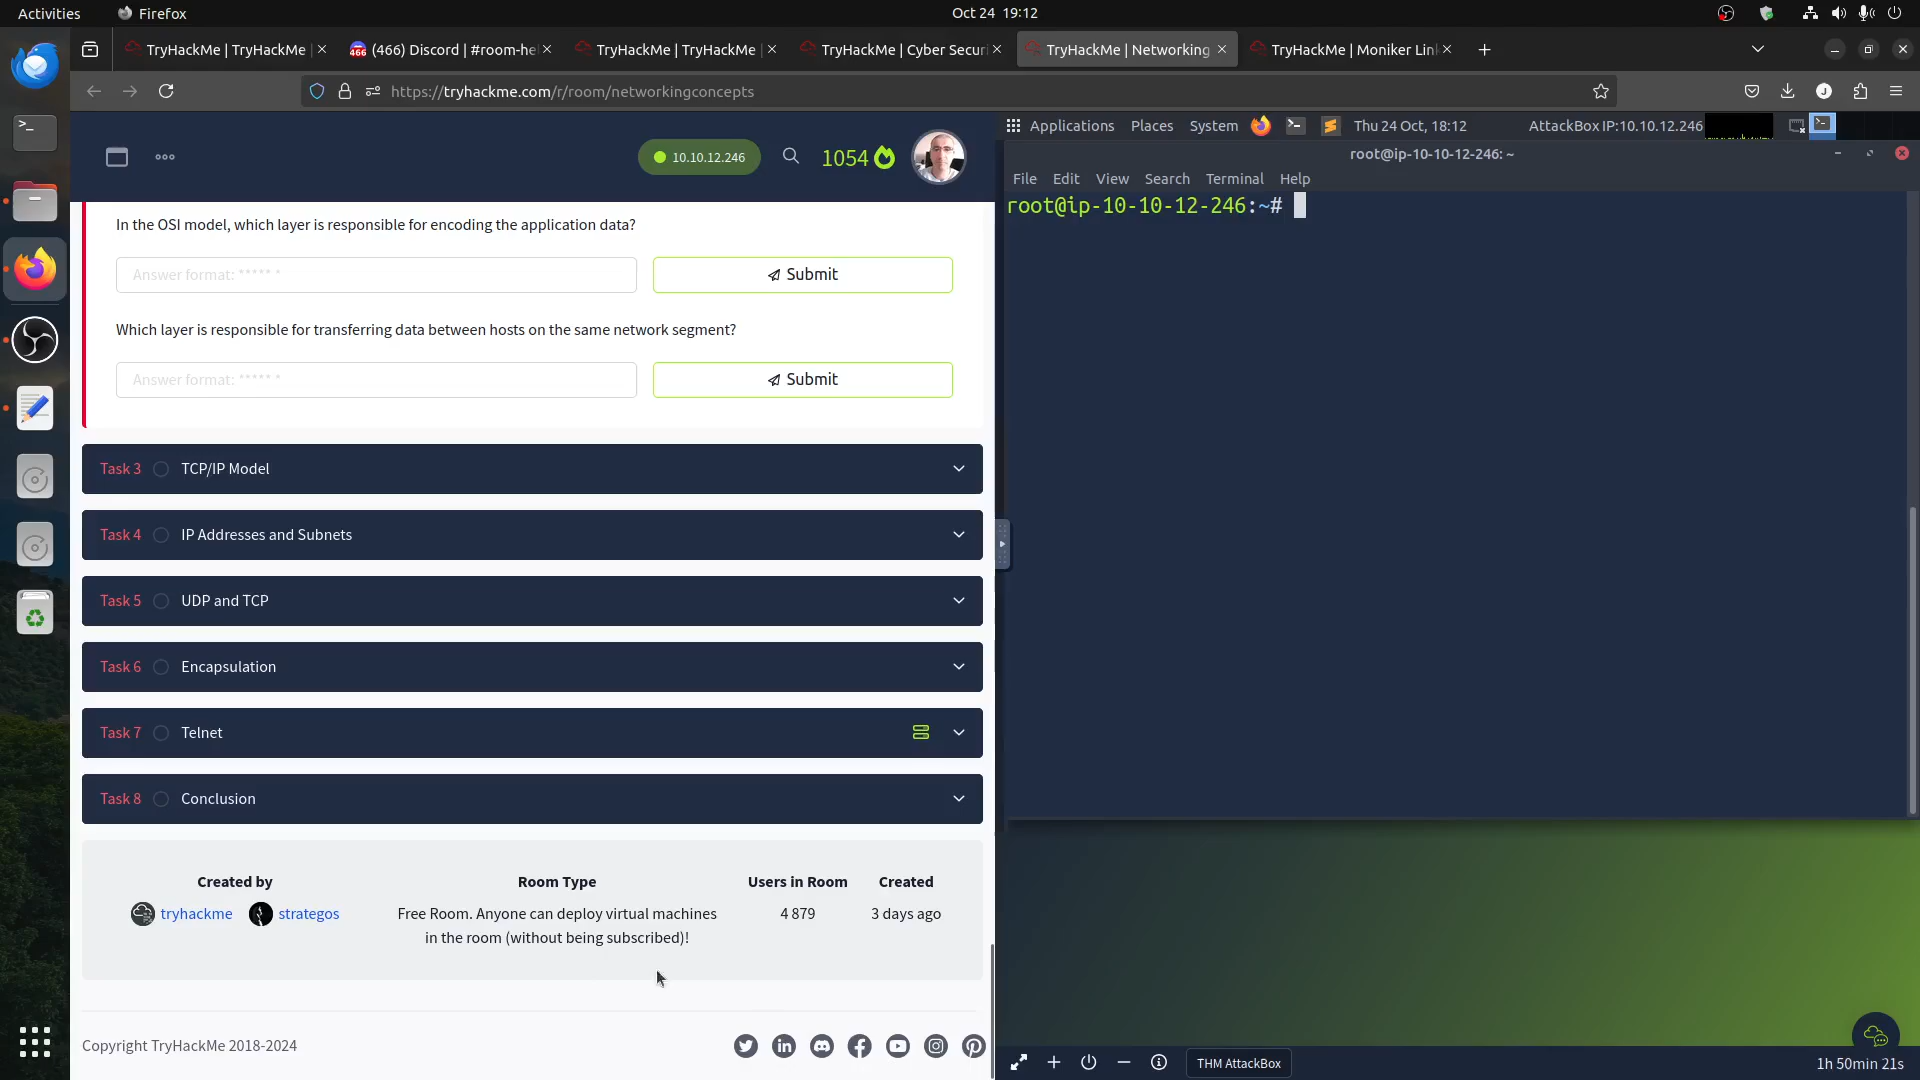 Activities
Firefox
Oct 24 19:12
TryHackMe | TryHackMe
(466) Discord | #room-hel
TryHackMe | TryHackMe
TryHackMe | Cyber Securi
TryHackMe | Networking
TryHackMe | Moniker Link
https://tryhackme.com/r/room/networkingconcepts
Applications
Places
System
Thu 24 Oct, 18:12
AttackBox IP:10.10.12.246
10.10.12.246
1054
root@ip-10-10-12-246: ~
File Edit View Search Terminal Help
root@ip-10-10-12-246:~#
In the OSI model, which layer is responsible for encoding the application data?
Answer format: ***** *
Submit
Which layer is responsible for transferring data between hosts on the same network segment?
Answer format: ***** *
Submit
Task 3 TCP/IP Model
Task 4 IP Addresses and Subnets
Task 5 UDP and TCP
Task 6 Encapsulation
Task 7 Telnet
Task 8 Conclusion
Created by
tryhackme strategos
Room Type
Free Room. Anyone can deploy virtual machines
in the room (without being subscribed)!
Users in Room
4 879
Created
3 days ago
Copyright TryHackMe 2018-2024
THM AttackBox
1h 50min 21s